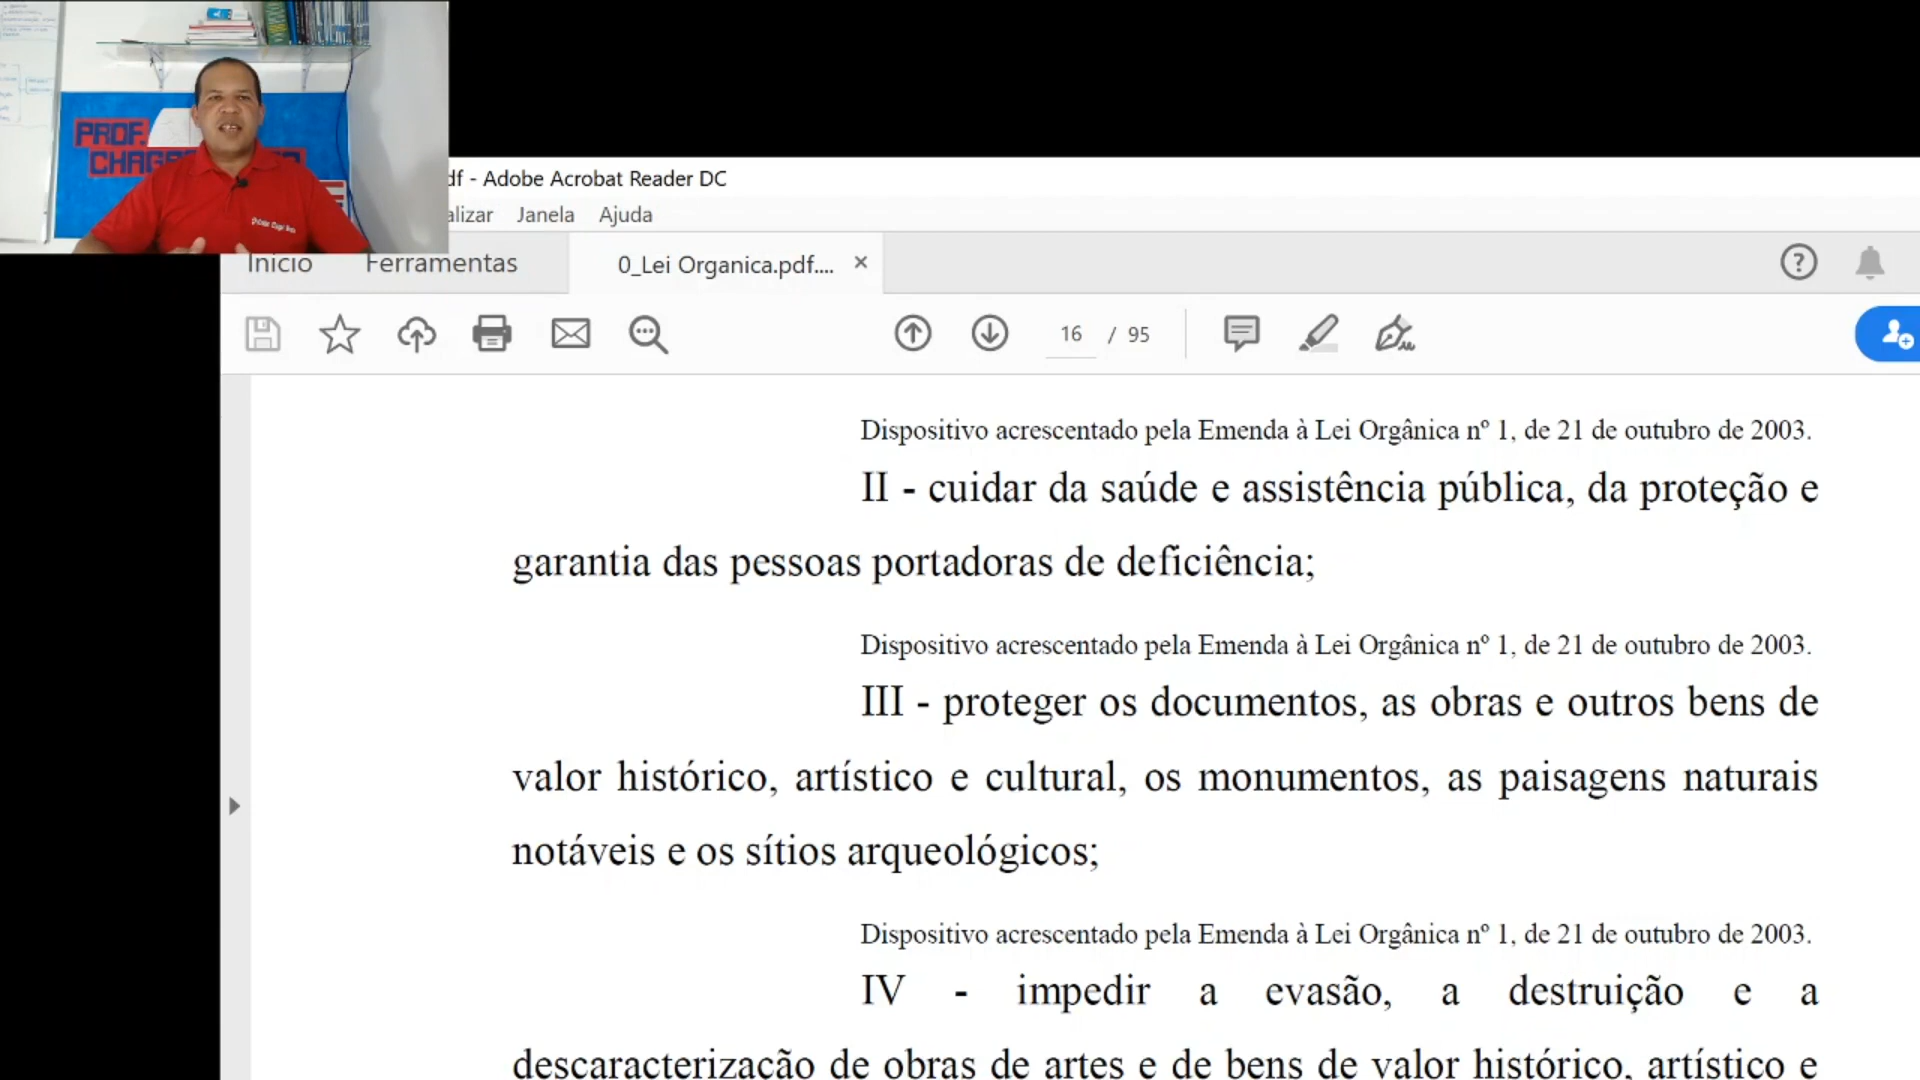 PROF.
df - Adobe Acrobat Reader DC
alizar Janela Ajuda
Início Ferramentas 0_Lei Organica.pdf....
16 / 95
Dispositivo acrescentado pela Emenda à Lei Orgânica nº 1, de 21 de outubro de 2003.
II - cuidar da saúde e assistência pública, da proteção e
garantia das pessoas portadoras de deficiência;
Dispositivo acrescentado pela Emenda à Lei Orgânica nº 1, de 21 de outubro de 2003.
III - proteger os documentos, as obras e outros bens de
valor histórico, artístico e cultural, os monumentos, as paisagens naturais
notáveis e os sítios arqueológicos;
Dispositivo acrescentado pela Emenda à Lei Orgânica nº 1, de 21 de outubro de 2003.
IV - impedir a evasão, a destruição e a
descaracterização de obras de artes e de bens de valor histórico, artístico e